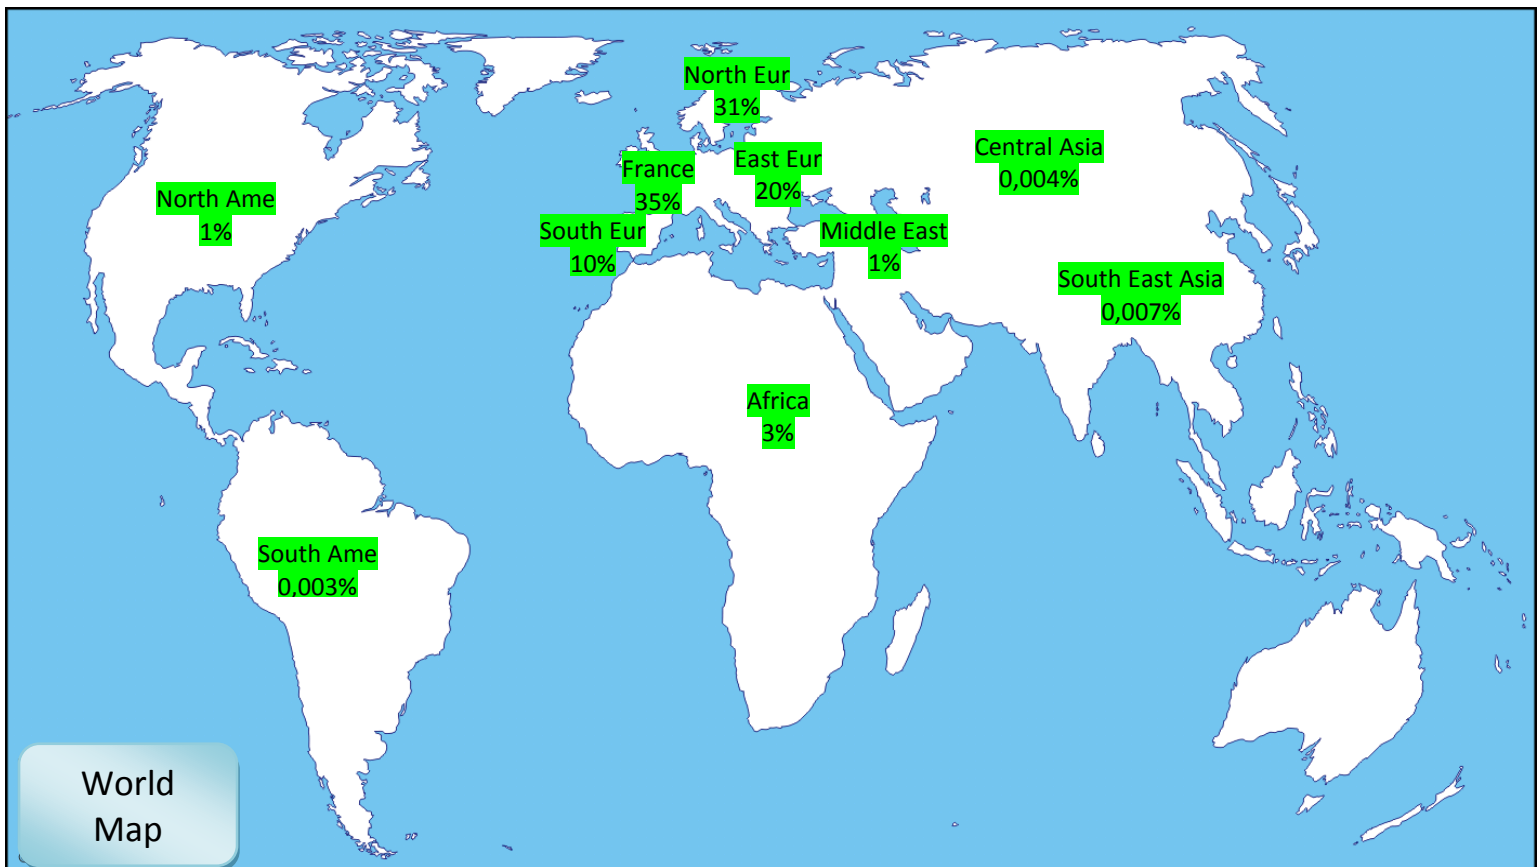 North Eur
31%
France
35%
East Eur
20%
Central Asia
0,004%
North Ame
1%
South Eur
10%
Middle East
1%
South East Asia
0,007%
Africa
3%
South Ame
0,003%
World
Map